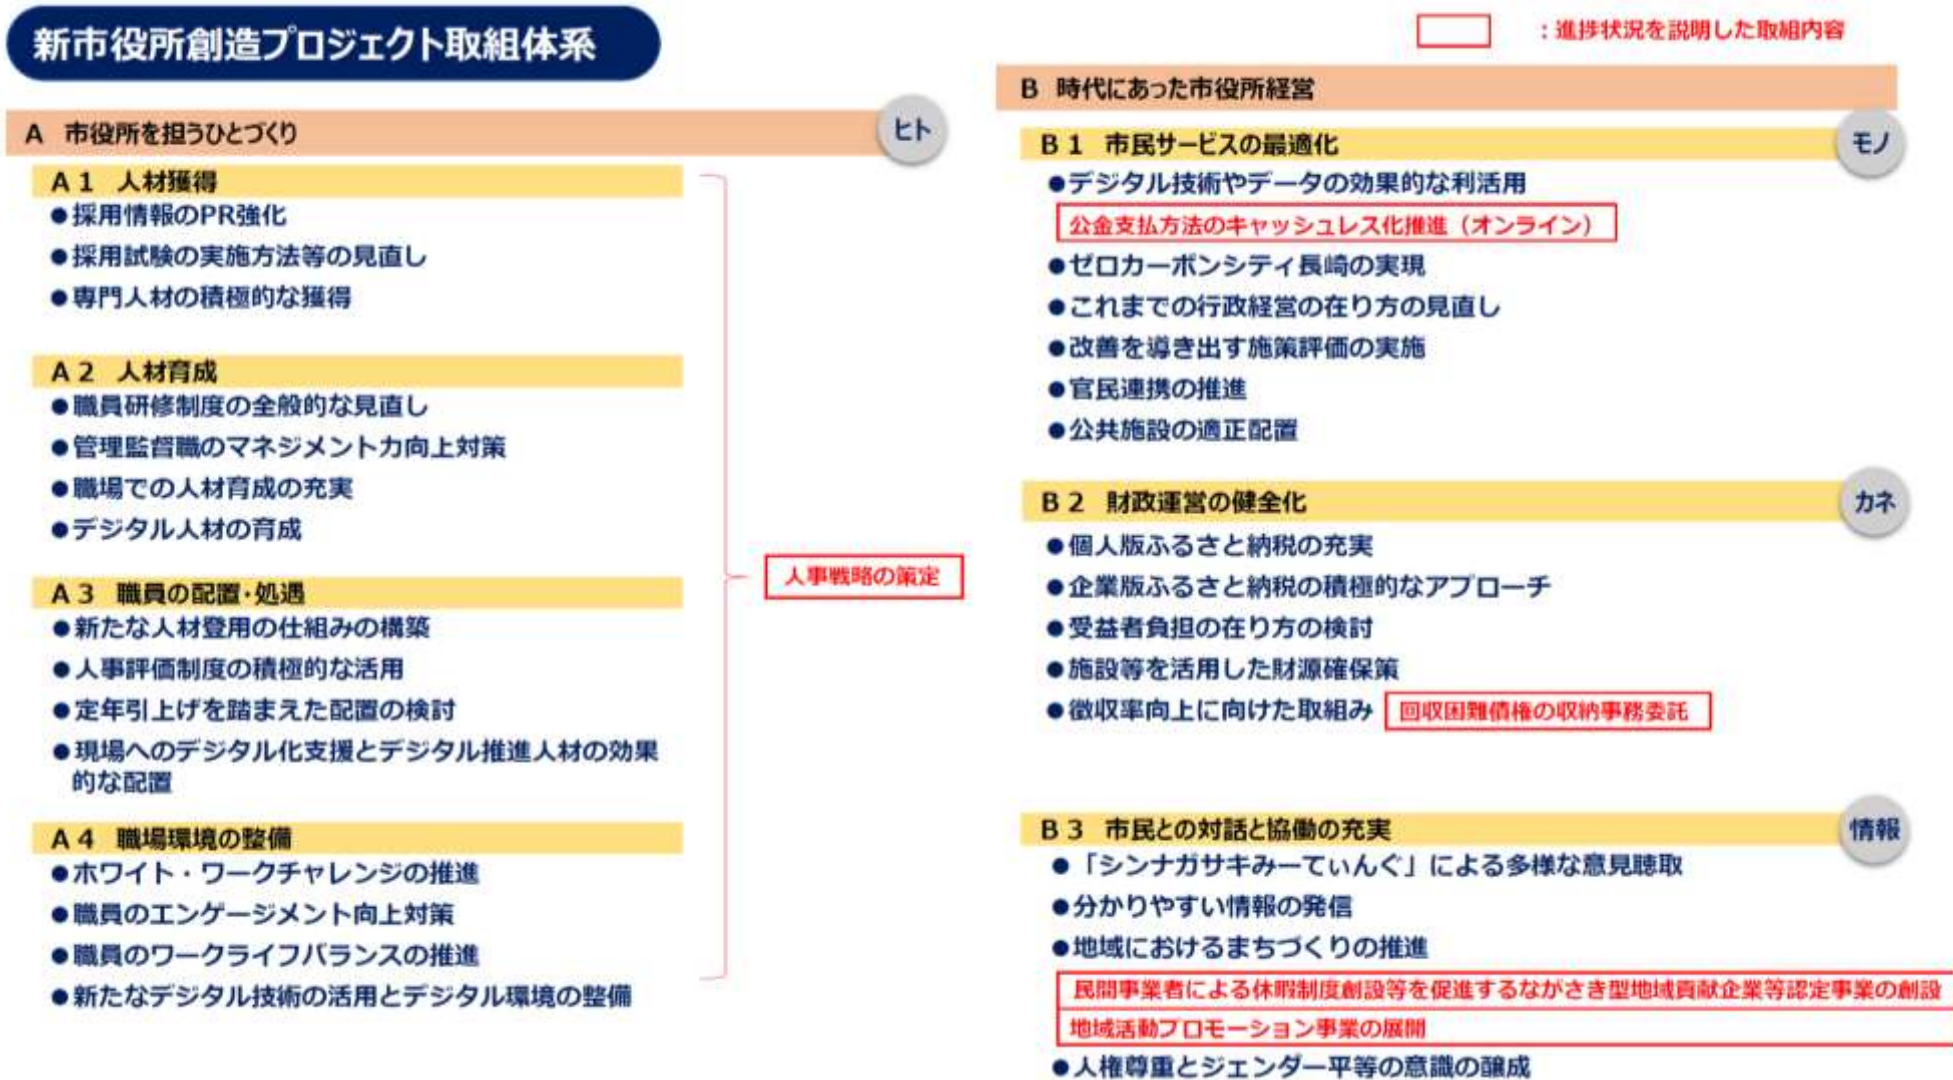 新市役所創造プロジェクト取組体系
：進捗状況を説明した取組内容
A 市役所を担うひとづくり
ヒト
A1 人材獲得
●採用情報のPR強化
●採用試験の実施方法等の見直し
●専門人材の積極的な獲得
A2 人材育成
●職員研修制度の全般的な見直し
●管理監督職のマネジメント力向上対策
●職場での人材育成の充実
●デジタル人材の育成
A3 職員の配置・処遇
●新たな人材登用の仕組みの構築
●人事評価制度の積極的な活用
●定年引上げを踏まえた配置の検討
●現場へのデジタル化支援とデジタル推進人材の効果
的な配置
A4 職場環境の整備
●ホワイト・ワークチャレンジの推進
●職員のエンゲージメント向上対策
●職員のワークライフバランスの推進
●新たなデジタル技術の活用とデジタル環境の整備
人事戦略の策定
B 時代にあった市役所経営
B1 市民サービスの最適化
モノ
●デジタル技術やデータの効果的な利活用
公金支払方法のキャッシュレス化推進（オンライン）
●ゼロカーボンシティ長崎の実現
●これまでの行政経営の在り方の見直し
●改善を導き出す施策評価の実施
●官民連携の推進
●公共施設の適正配置
B2 財政運営の健全化
カネ
●個人版ふるさと納税の充実
●企業版ふるさと納税の積極的なアプローチ
●受益者負担の在り方の検討
●施設等を活用した財源確保策
●徴収率向上に向けた取組み 回収困難債権の収納事務委託
B3 市民との対話と協働の充実
情報
●「シンナガサキみーてぃんぐ」による多様な意見聴取
●分かりやすい情報の発信
●地域におけるまちづくりの推進
民間事業者による休暇制度創設等を促進するながさき型地域貢献企業等認定事業の創設
地域活動プロモーション事業の展開
●人権尊重とジェンダー平等の意識の醸成